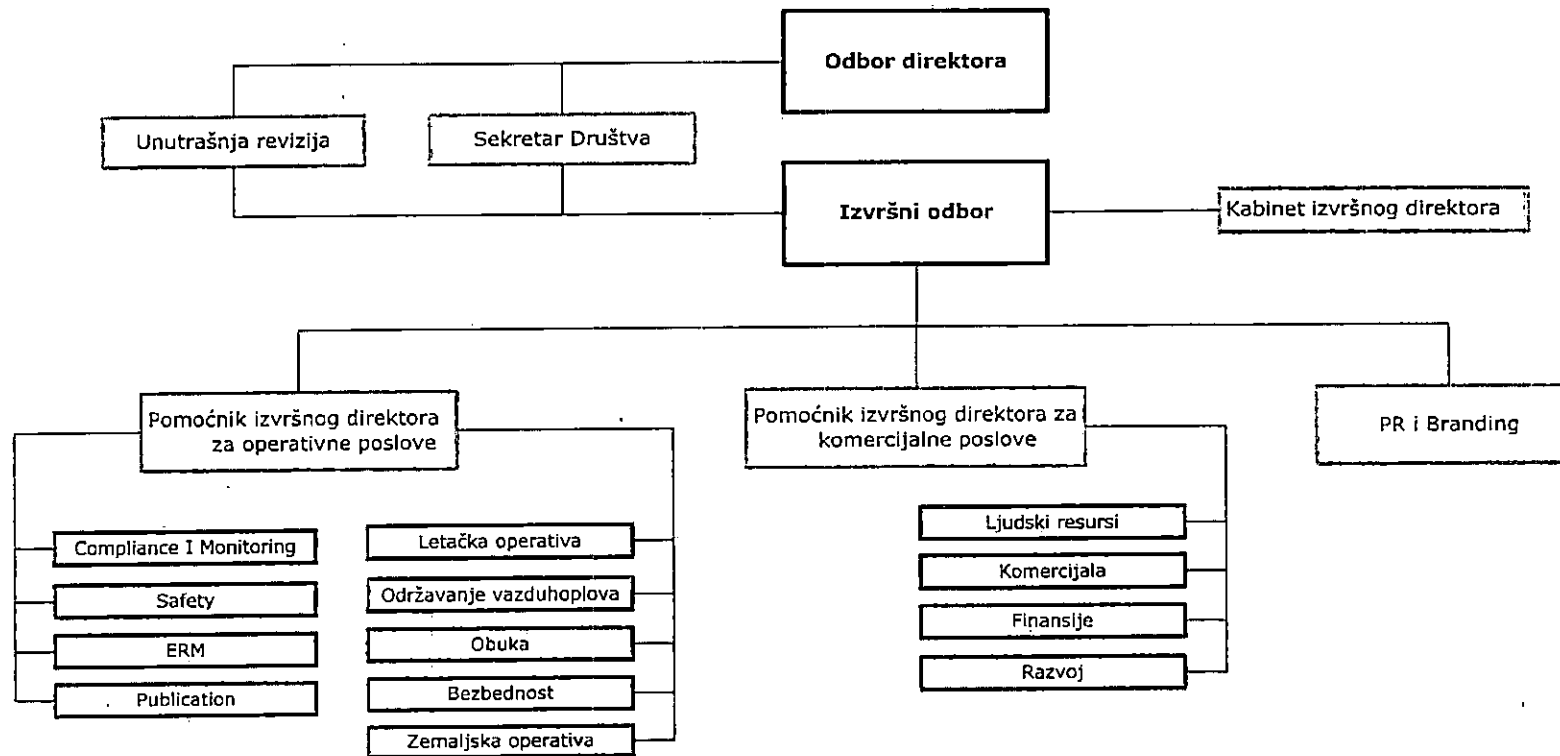 Odbor direktora
Unutrašnja revizija
Sekretar Društva
Izvršni odbor
Kabinet izvršnog direktora
Pomoćnik izvršnog direktora
za operativne poslove
Pomoćnik izvršnog direktora za
komercijalne poslove
PR i Branding
Compliance I Monitoring
Safety
ERM
Publication
Letačka operativa
Održavanje vazduhoplova
Obuka
Bezbednost
Zemaljska operativa
Ljudski resursi
Komercijala
Finansije
Razvoj